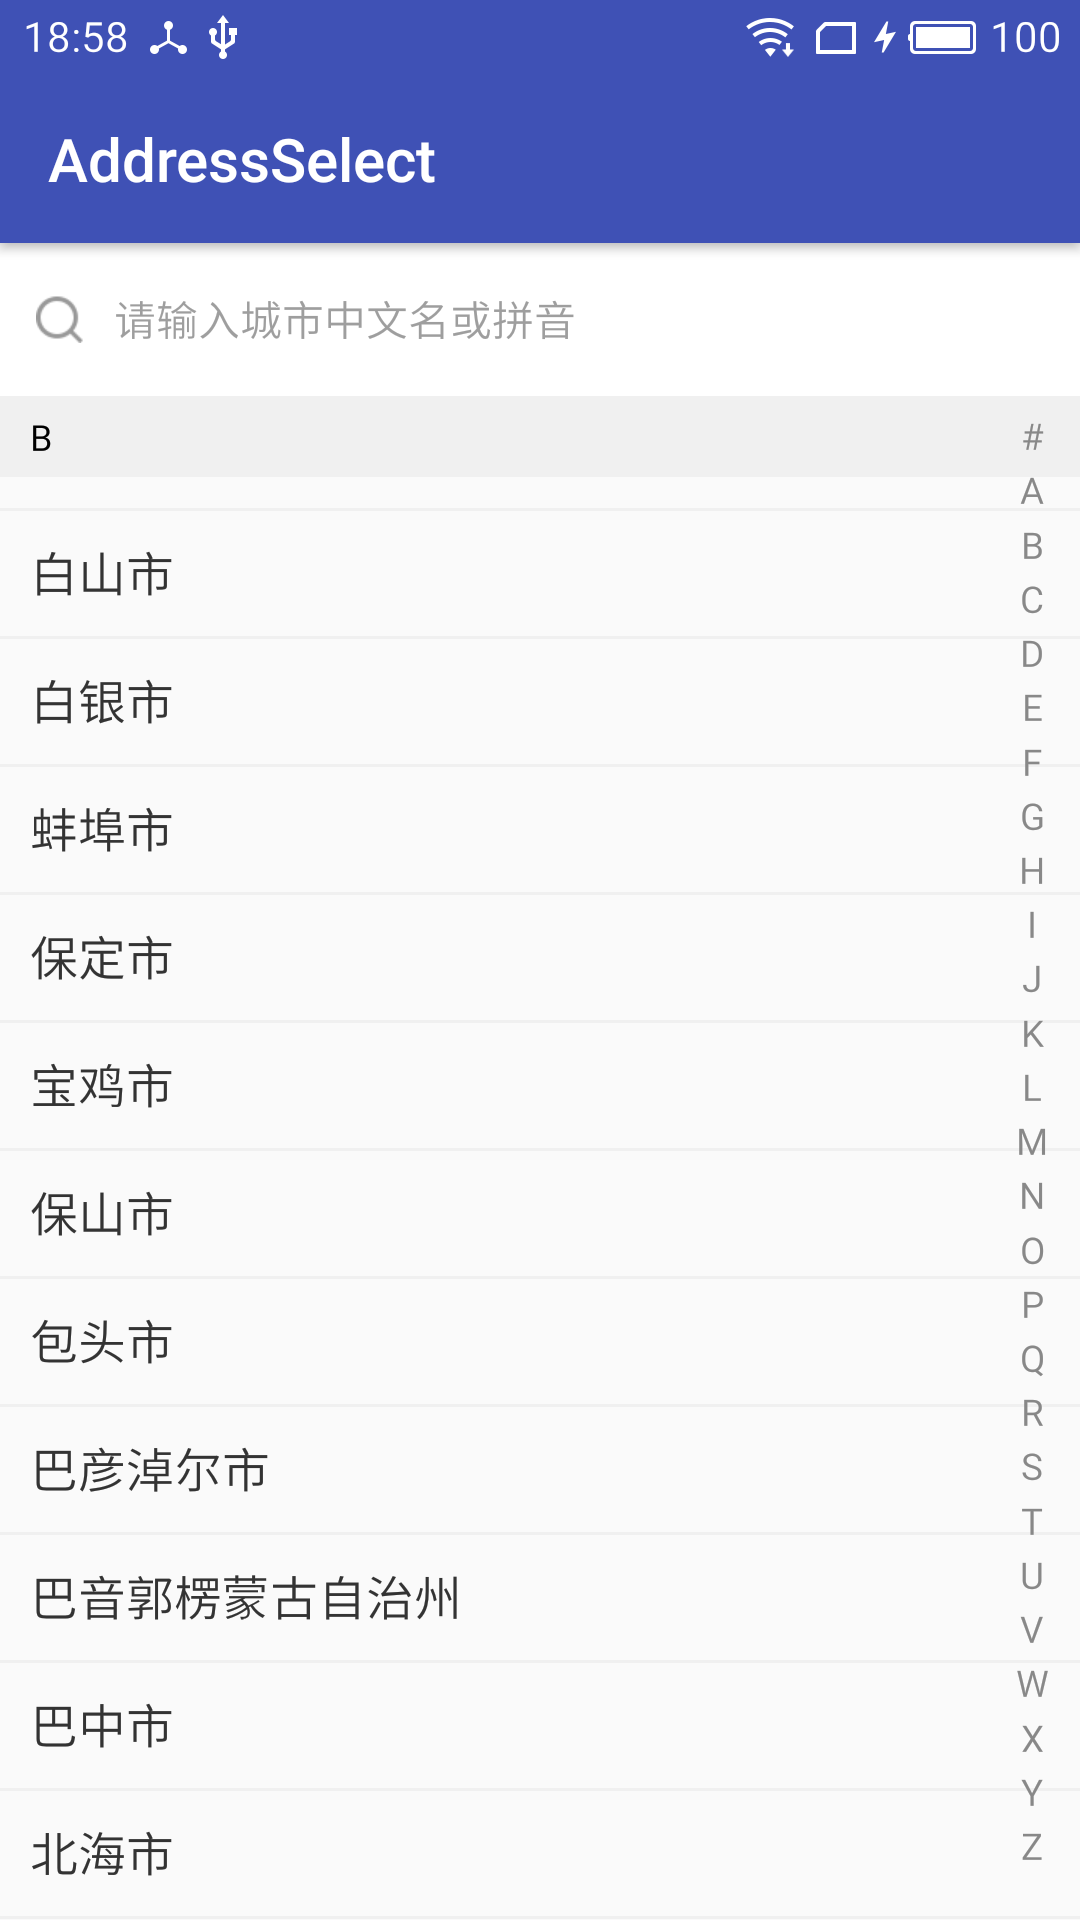 18:58 100
AddressSelect
请输入城市中文名或拼音
B
白山市
白银市
蚌埠市
保定市
宝鸡市
保山市
包头市
巴彦淖尔市
巴音郭楞蒙古自治州
巴中市
北海市
#
A
B
C
D
E
F
G
H
I
J
K
L
M
N
O
P
Q
R
S
T
U
V
W
X
Y
Z